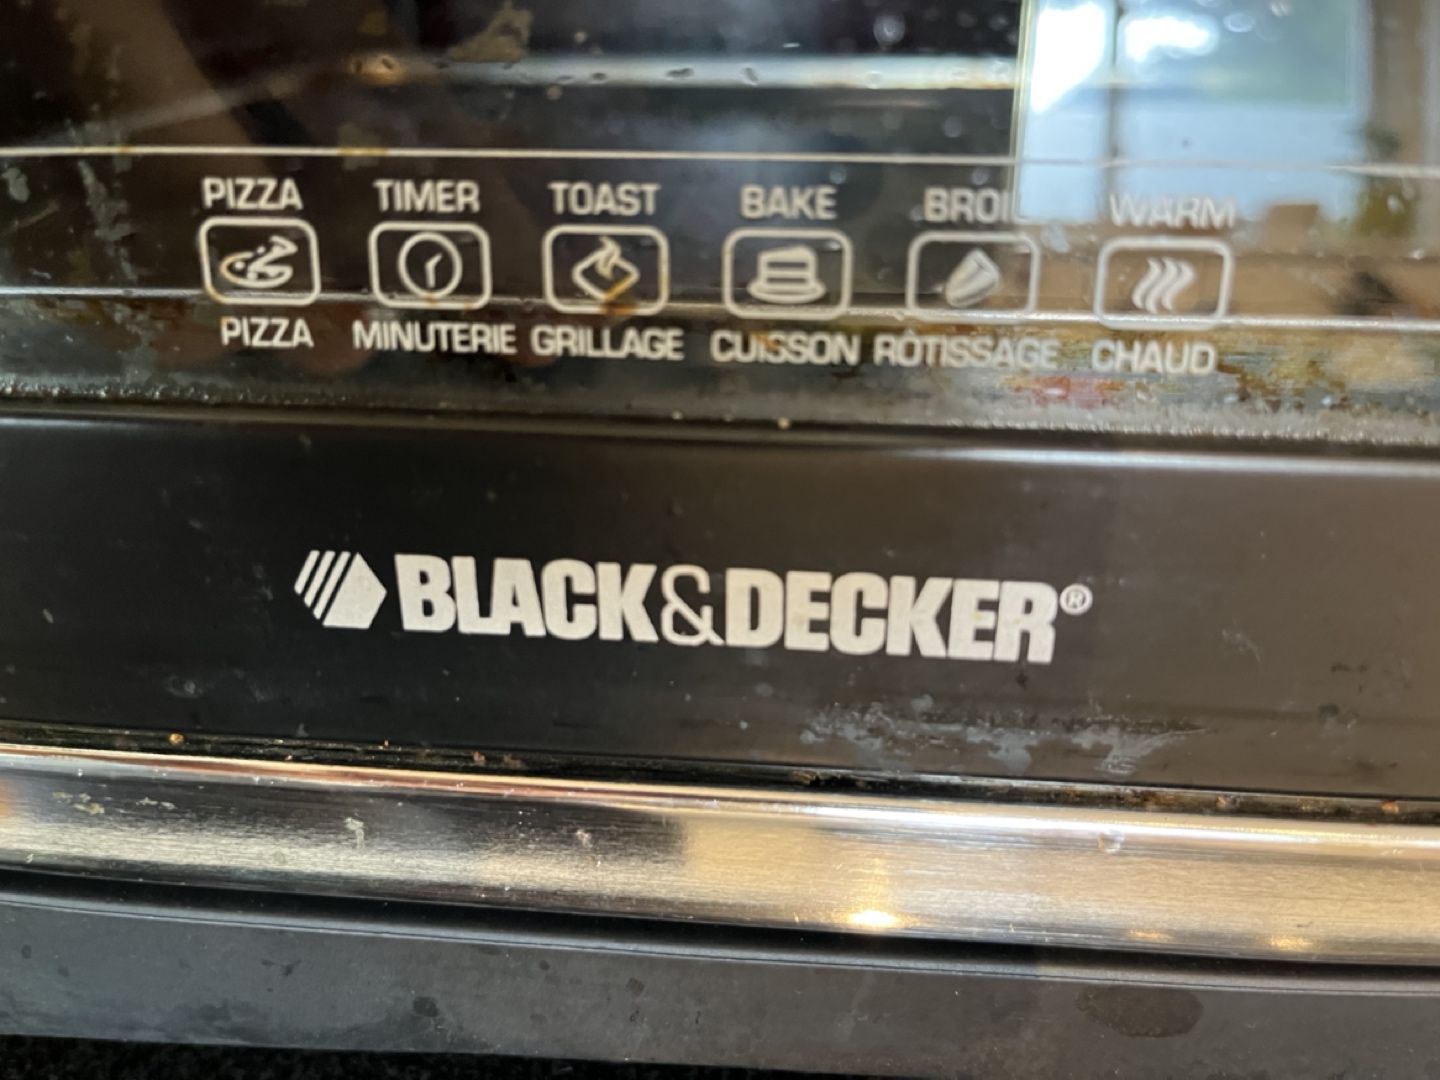 PIZZA TIMER TOAST BAKE BROIL WARM
PIZZA MINUTERIE GRILLAGE CUISSON RÔTISSAGE CHAUD
BLACK&DECKER®